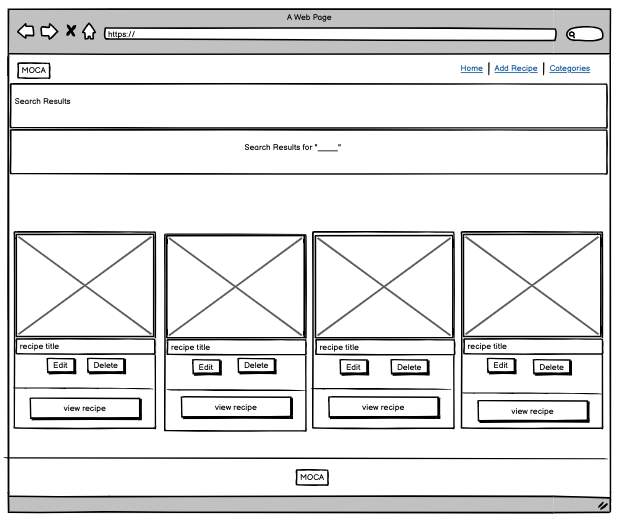 A Web Page
https://
MOCA
Home | Add Recipe | Categories
Search Results
Search Results for "_____"
recipe title
recipe title
recipe title
recipe title
Edit Delete
Edit Delete
Edit Delete
Edit Delete
view recipe
view recipe
view recipe
view recipe
MOCA